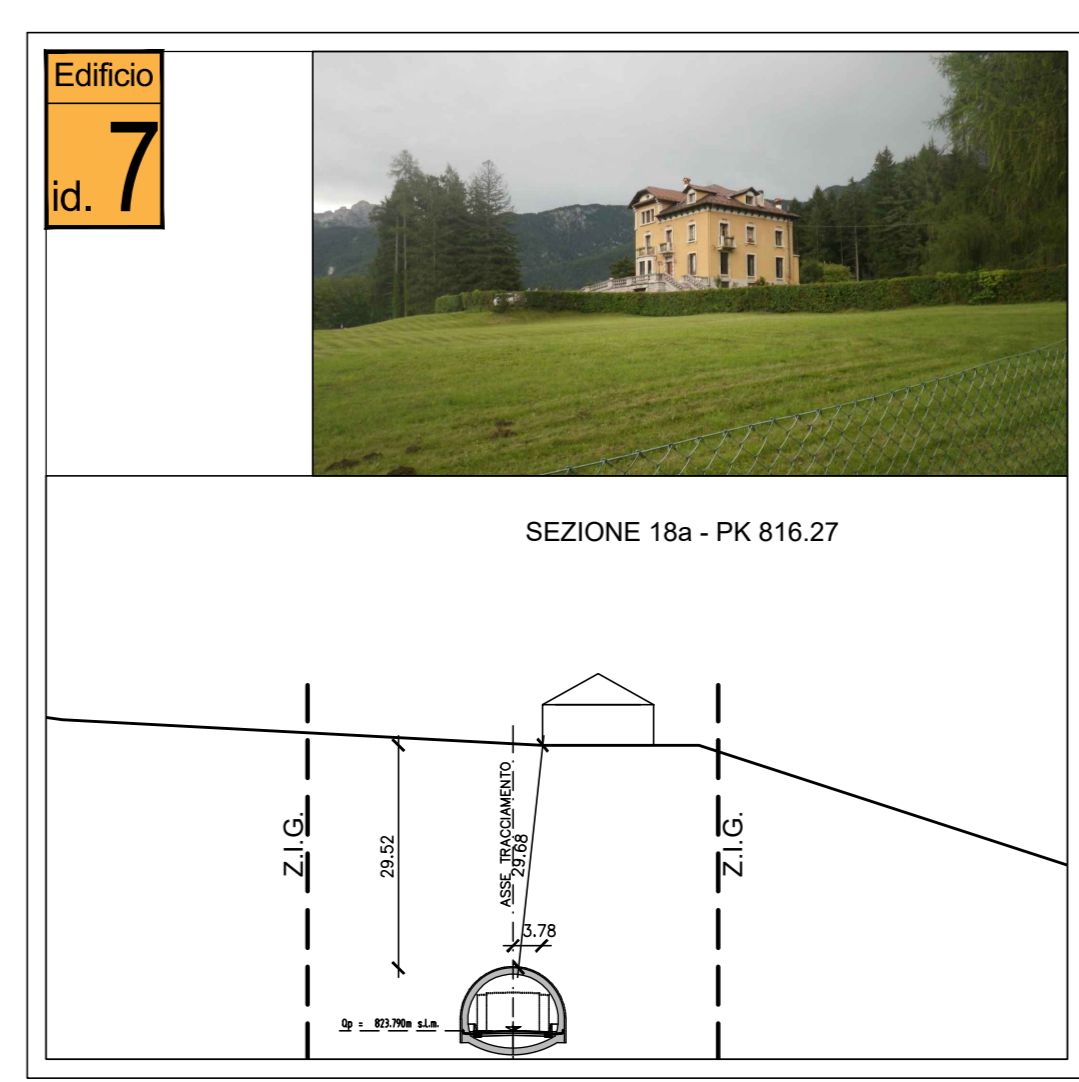 Edificio
id. 7
SEZIONE 18a - PK 816.27
Z.I.G.
29.52
ASSE TRACCIAMENTO
29.68
3.78
Z.I.G.
Qp = 823.790m s.l.m.